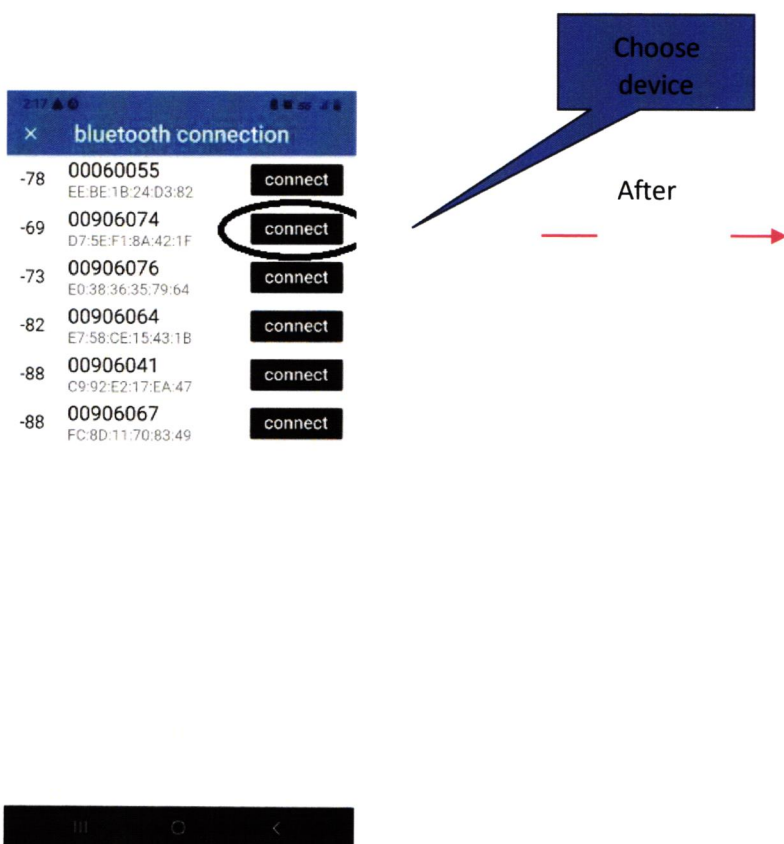 Choose
device
2:17
× bluetooth connection
-78 00060055 connect
EE:BE:1B:24:D3:82
-69 00906074 connect
D7:5E:F1:8A:42:1F
After
-73 00906076 connect
E0:38:36:35:79:64
-82 00906064 connect
E7:58:CE:15:43:1B
-88 00906041 connect
C9:92:E2:17:EA:47
-88 00906067 connect
FC:8D:11:70:83:49